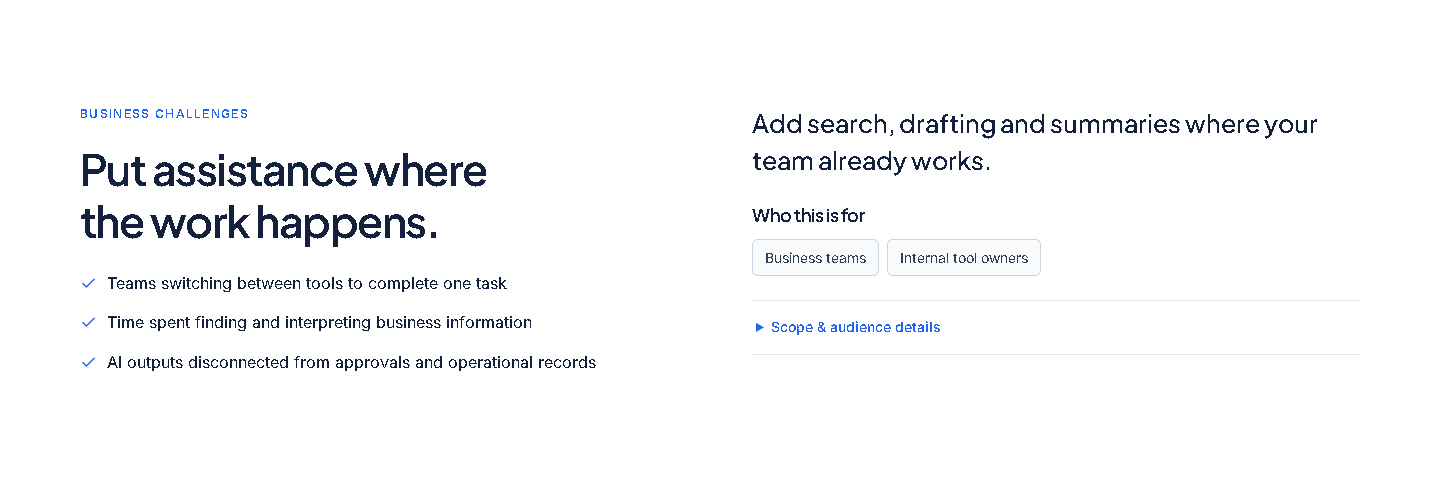 BUSINESS CHALLENGES
Put assistance where
the work happens.
Teams switching between tools to complete one task
Time spent finding and interpreting business information
AI outputs disconnected from approvals and operational records
Add search, drafting and summaries where your
team already works.
Who this is for
Business teams
Internal tool owners
Scope & audience details